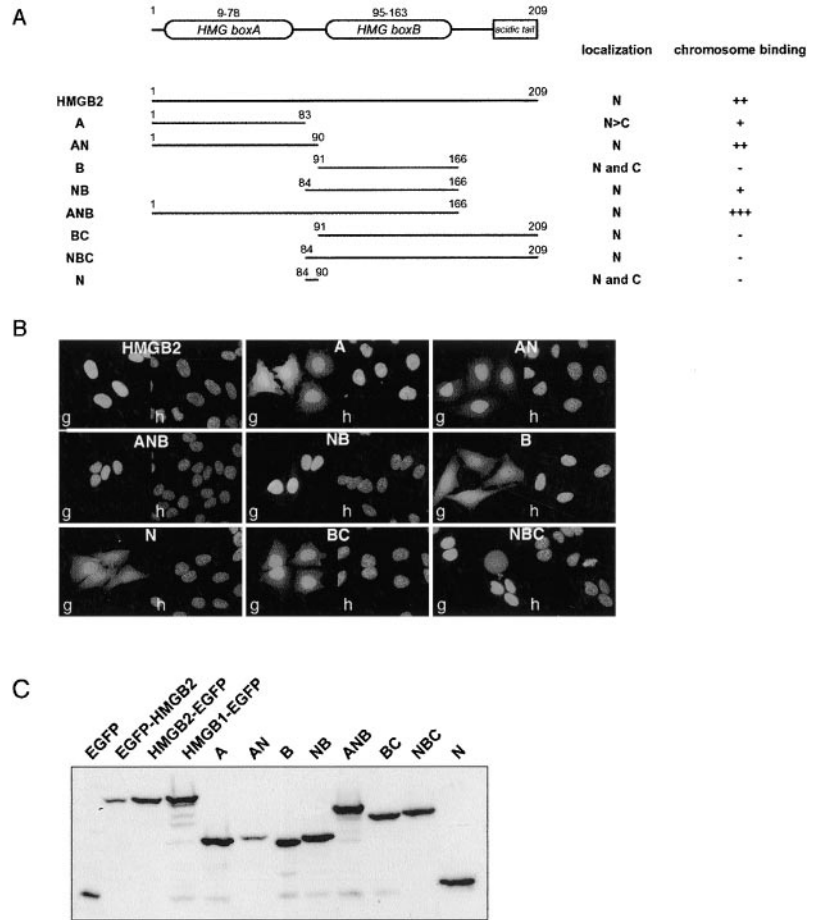 A
1 9-78 95-163 209
HMG boxA HMG boxB acidic tail
localization chromosome binding
HMGB2 1 209 N ++
A 1 83 N>C +
AN 1 90 N ++
B 91 166 N and C -
NB 84 166 N +
ANB 1 166 N +++
BC 91 209 N -
NBC 84 209 N -
N 84 90 N and C -
B
HMGB2 A AN
g h g h g h
ANB NB B
g h g h g h
N BC NBC
g h g h g h
C
EGFP EGFP-HMGB2 HMGB2-EGFP HMGB1-EGFP A AN B NB ANB BC NBC N